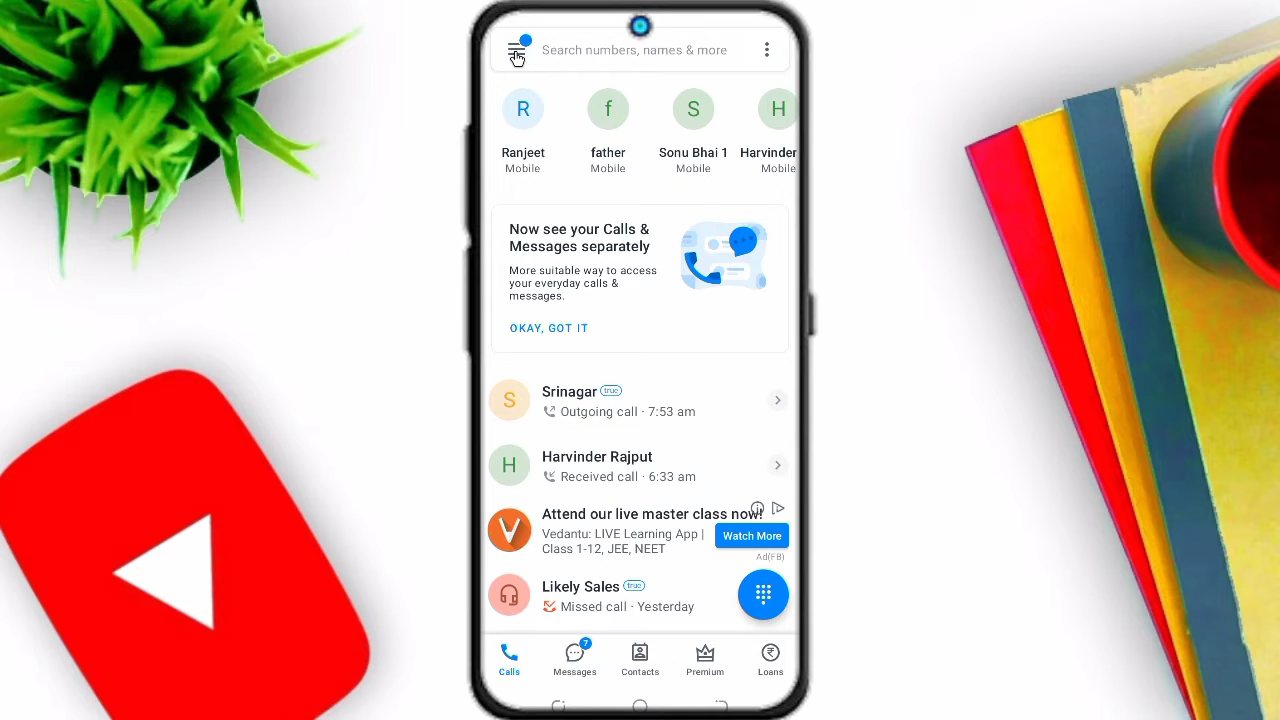 Search numbers, names & more
R
f
S
H
Ranjeet
father
Sonu Bhai 1
Harvinder
Mobile
Mobile
Mobile
Mobile
Now see your Calls &
Messages separately
More suitable way to access
your everyday calls &
messages.
OKAY, GOT IT
S
Srinagar true
Outgoing call · 7:53 am
H
Harvinder Rajput
Received call · 6:33 am
V
Attend our live master class now!
Vedantu: LIVE Learning App |
Class 1-12, JEE, NEET
Watch More
Ad(FB)
Likely Sales true
Missed call · Yesterday
7
Calls
Messages
Contacts
Premium
Loans